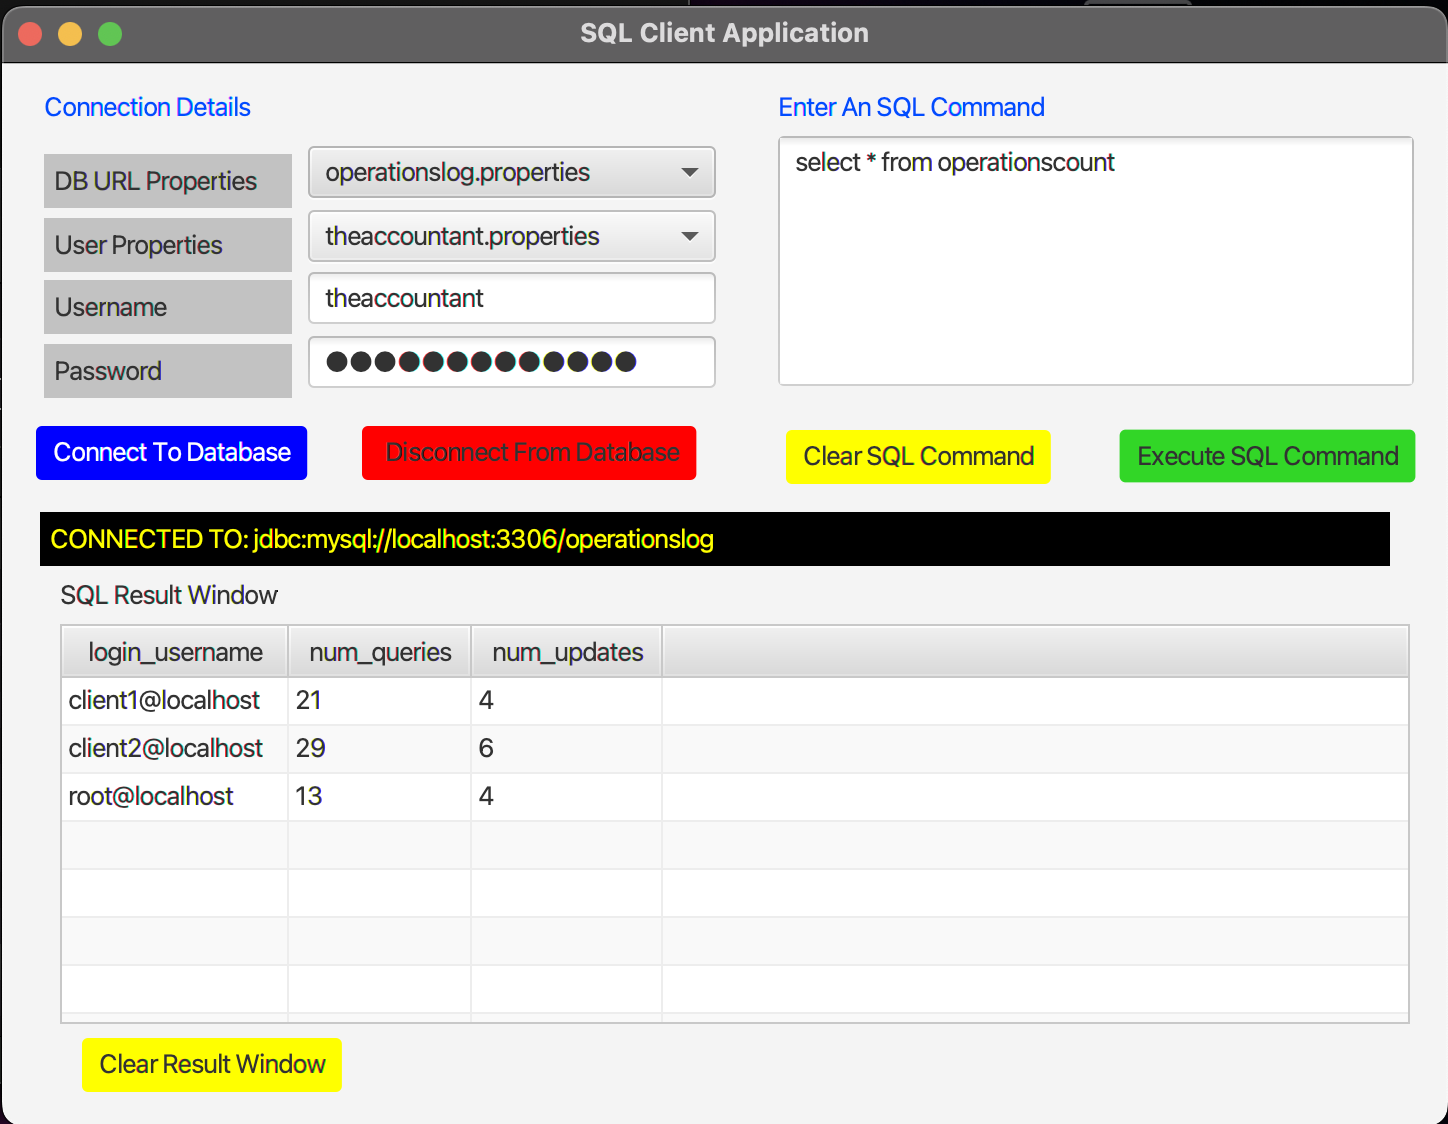 SQL Client Application
Connection Details
DB URL Properties
operationslog.properties
User Properties
theaccountant.properties
Username
theaccountant
Password
●●●●●●●●●●●●●
Connect To Database
Disconnect From Database
Enter An SQL Command
select * from operationscount
Clear SQL Command
Execute SQL Command
CONNECTED TO: jdbc:mysql://localhost:3306/operationslog
SQL Result Window
login_username num_queries num_updates
client1@localhost 21 4
client2@localhost 29 6
root@localhost 13 4
Clear Result Window